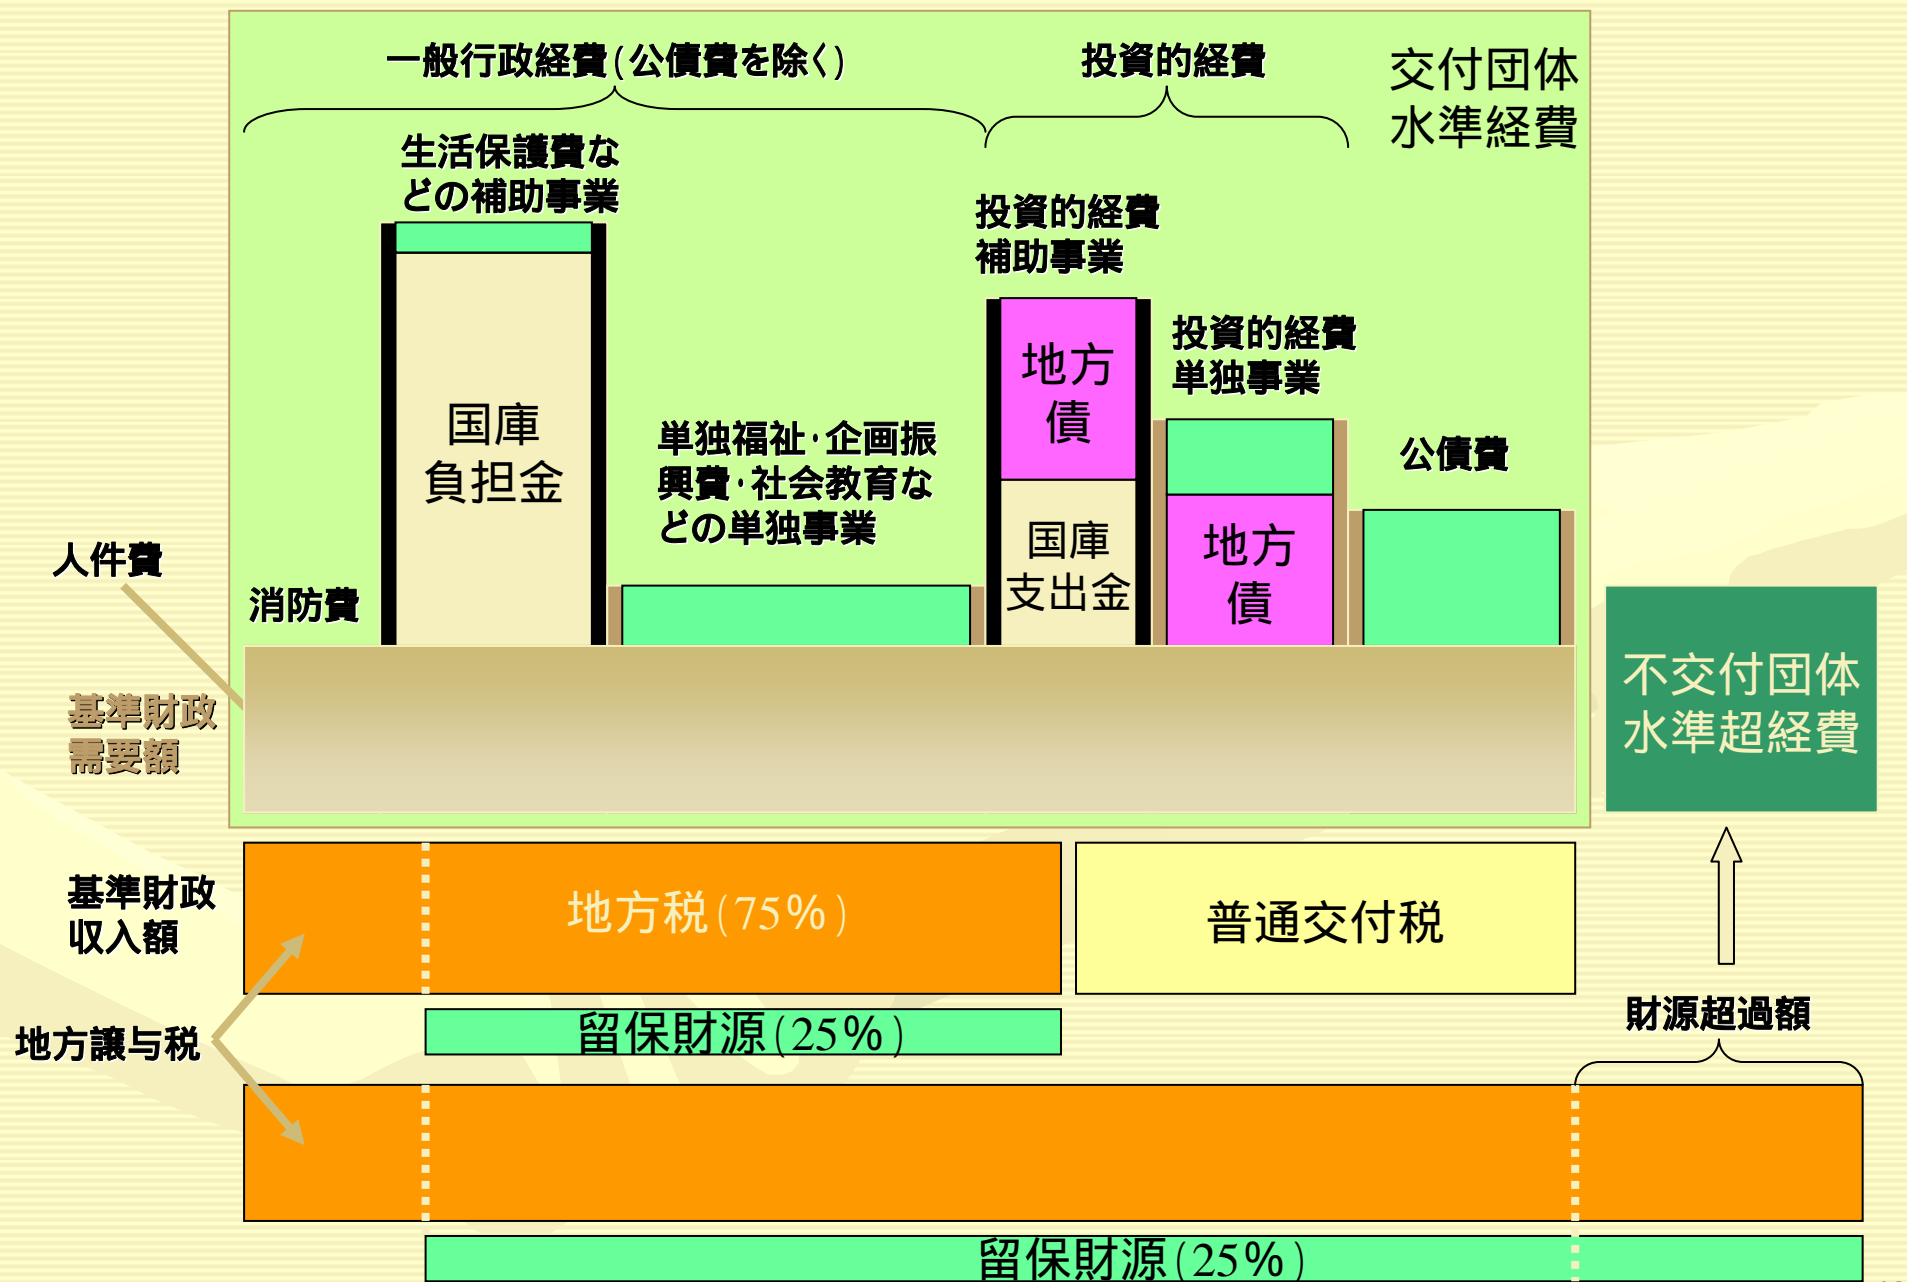 一般行政経費(公債費を除く)
投資的経費
交付団体
水準経費
生活保護費な
どの補助事業
投資的経費
補助事業
投資的経費
単独事業
地方
債
国庫
負担金
単独福祉・企画振
興費・社会教育な
どの単独事業
公債費
国庫
支出金
地方
債
人件費
消防費
不交付団体
水準超経費
基準財政
需要額
基準財政
収入額
地方税(75%)
普通交付税
留保財源(25%)
地方譲与税
財源超過額
留保財源(25%)